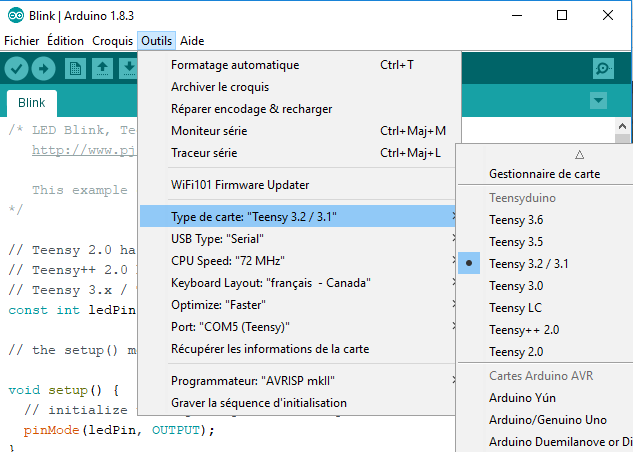 Blink | Arduino 1.8.3
Fichier Édition Croquis Outils Aide
Blink
/* LED Blink, Te
http://www.pj
This example
*/
// Teensy 2.0 ha
// Teensy++ 2.0
// Teensy 3.x /
const int ledPin
// the setup() m
void setup() {
// initialize
pinMode(ledPin, OUTPUT);
}
Formatage automatique Ctrl+T
Archiver le croquis
Réparer encodage & recharger
Moniteur série Ctrl+Maj+M
Traceur série Ctrl+Maj+L
WiFi101 Firmware Updater
Type de carte: "Teensy 3.2 / 3.1"
USB Type: "Serial"
CPU Speed: "72 MHz"
Keyboard Layout: "français - Canada"
Optimize: "Faster"
Port: "COM5 (Teensy)"
Récupérer les informations de la carte
Programmateur: "AVRISP mkII"
Graver la séquence d'initialisation
Gestionnaire de carte
Teensyduino
Teensy 3.6
Teensy 3.5
Teensy 3.2 / 3.1
Teensy 3.0
Teensy LC
Teensy++ 2.0
Teensy 2.0
Cartes Arduino AVR
Arduino Yún
Arduino/Genuino Uno
Arduino Duemilanove or Di